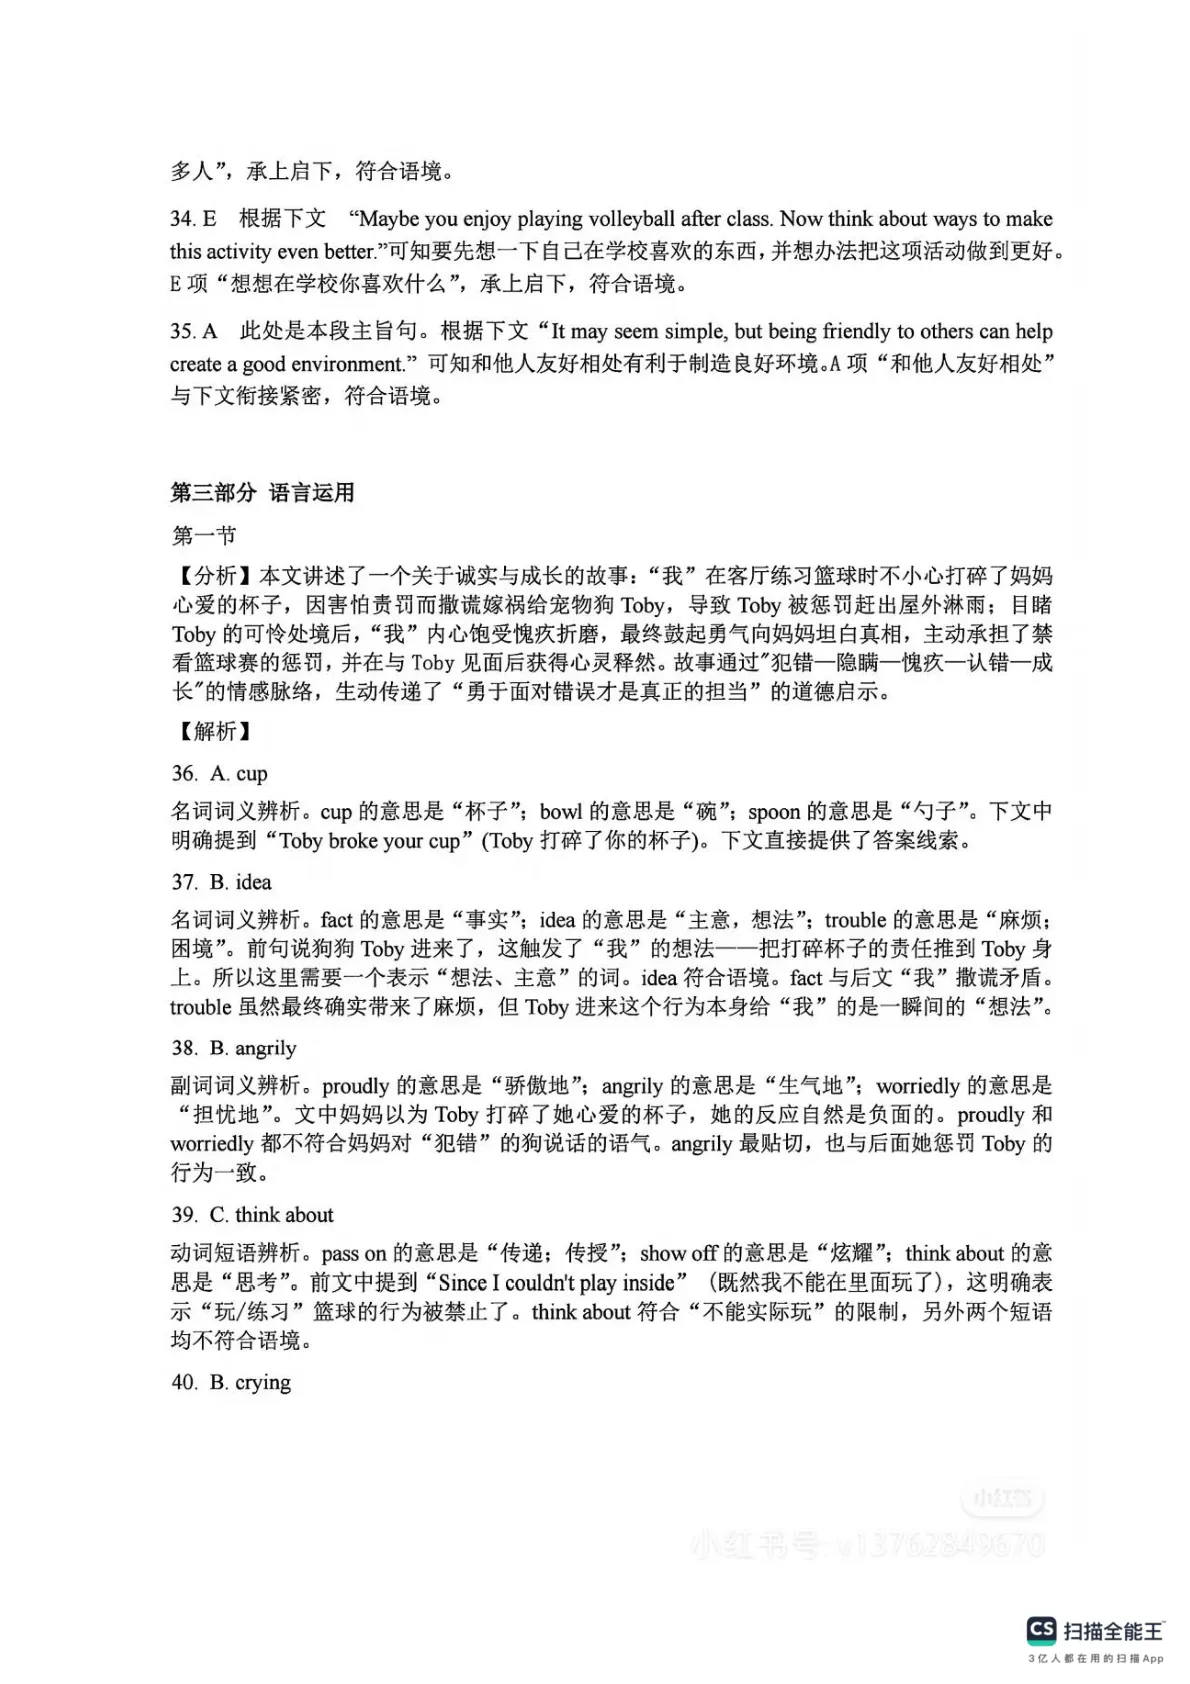 多人”，承上启下，符合语境。
34. E 根据下文 “Maybe you enjoy playing volleyball after class. Now think about ways to make
this activity even better.”可知要先想一下自己在学校喜欢的东西，并想办法把这项活动做到更好。
E 项“想想在学校你喜欢什么”，承上启下，符合语境。
35. A 此处是本段主旨句。根据下文“It may seem simple, but being friendly to others can help
create a good environment.” 可知和他人友好相处有利于制造良好环境。A 项“和他人友好相处”
与下文衔接紧密，符合语境。
第三部分 语言运用
第一节
【分析】本文讲述了一个关于诚实与成长的故事：“我”在客厅练习篮球时不小心打碎了妈妈
心爱的杯子，因害怕责罚而撒谎嫁祸给宠物狗 Toby，导致 Toby 被惩罚赶出屋外淋雨；目睹
Toby 的可怜处境后，“我”内心饱受愧疚折磨，最终鼓起勇气向妈妈坦白真相，主动承担了禁
看篮球赛的惩罚，并在与 Toby 见面后获得心灵释然。故事通过"犯错—隐瞒—愧疚—认错—成
长"的情感脉络，生动传递了“勇于面对错误才是真正的担当”的道德启示。
【解析】
36. A. cup
名词词义辨析。cup 的意思是“杯子”；bowl 的意思是“碗”；spoon 的意思是“勺子”。下文中
明确提到“Toby broke your cup”(Toby 打碎了你的杯子)。下文直接提供了答案线索。
37. B. idea
名词词义辨析。fact 的意思是“事实”；idea 的意思是“主意，想法”；trouble 的意思是“麻烦；
困境”。前句说狗狗 Toby 进来了，这触发了“我”的想法——把打碎杯子的责任推到 Toby 身
上。所以这里需要一个表示“想法、主意”的词。idea 符合语境。fact 与后文“我”撒谎矛盾。
trouble 虽然最终确实带来了麻烦，但 Toby 进来这个行为本身给“我”的是一瞬间的“想法”。
38. B. angrily
副词词义辨析。proudly 的意思是“骄傲地”；angrily 的意思是“生气地”；worriedly 的意思是
“担忧地”。文中妈妈以为 Toby 打碎了她心爱的杯子，她的反应自然是负面的。proudly 和
worriedly 都不符合妈妈对“犯错”的狗说话的语气。angrily 最贴切，也与后面她惩罚 Toby 的
行为一致。
39. C. think about
动词短语辨析。pass on 的意思是“传递；传授”；show off 的意思是“炫耀”；think about 的意
思是“思考”。前文中提到“Since I couldn't play inside”（既然我不能在里面玩了），这明确表
示“玩/练习”篮球的行为被禁止了。think about 符合“不能实际玩”的限制，另外两个短语
均不符合语境。
40. B. crying
小红书
小红书号: v13762849670
CS 扫描全能王™
3亿人都在用的扫描App